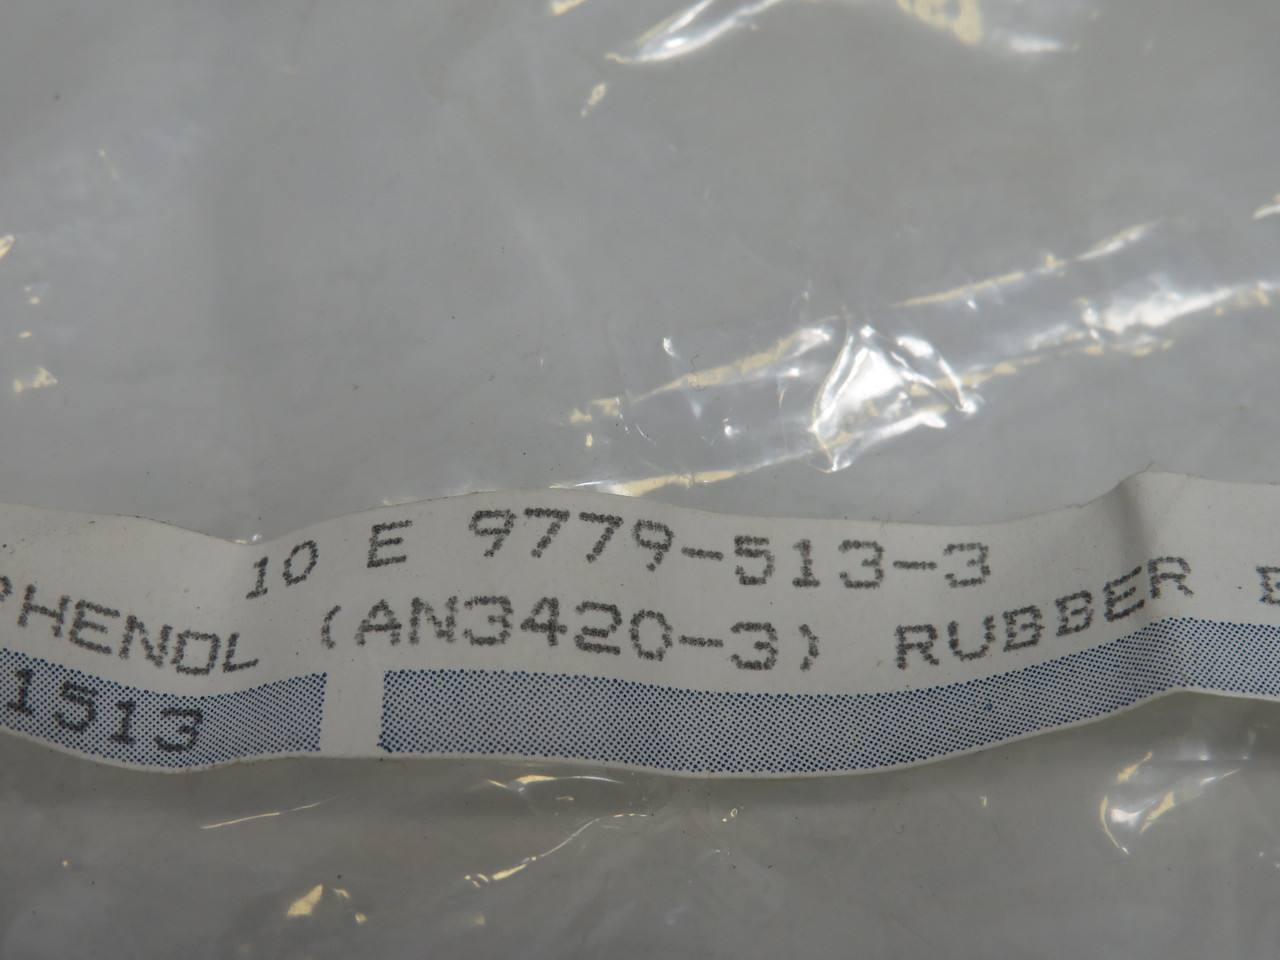 10 E 9779-513-3
PHENOL (AN3420-3) RUBBER
1513